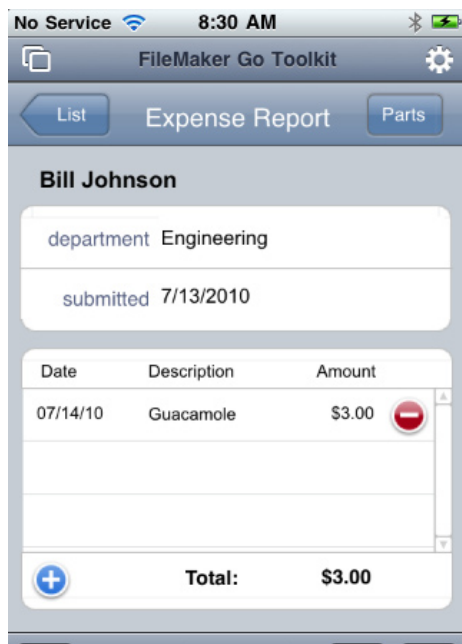 No Service 8:30 AM
FileMaker Go Toolkit
List Expense Report Parts
Bill Johnson
department Engineering
submitted 7/13/2010
Date Description Amount
07/14/10 Guacamole $3.00
Total: $3.00